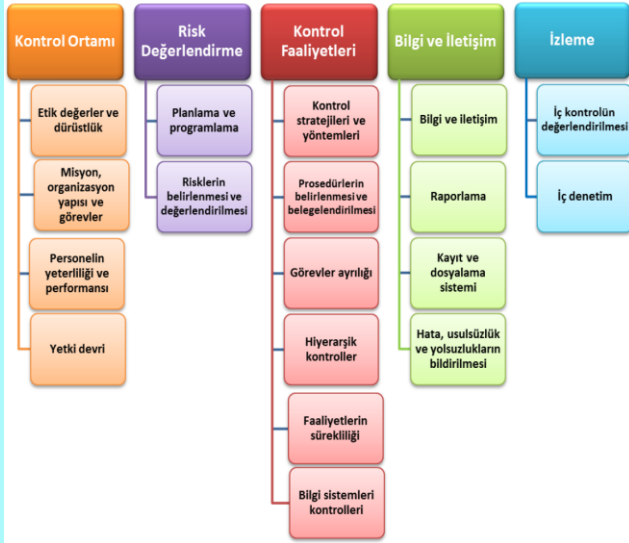 Kontrol Ortamı
Etik değerler ve
dürüstlük
Misyon,
organizasyon
yapısı ve
görevler
Personelin
yeterliliği ve
performansı
Yetki devri
Risk
Değerlendirme
Planlama ve
programlama
Risklerin
belirlenmesi ve
değerlendirilmesi
Kontrol
Faaliyetleri
Kontrol
stratejileri ve
yöntemleri
Prosedürlerin
belirlenmesi ve
belegelendirilmesi
Görevler ayrılığı
Hiyerarşik
kontroller
Faaliyetlerin
sürekliliği
Bilgi sistemleri
kontrolleri
Bilgi ve İletişim
Bilgi ve iletişim
Raporlama
Kayıt ve
dosyalama
sistemi
Hata, usulsüzlük
ve
yolsuzlukların
bildirilmesi
İzleme
İç kontrolün
değerlendirilmesi
İç denetim